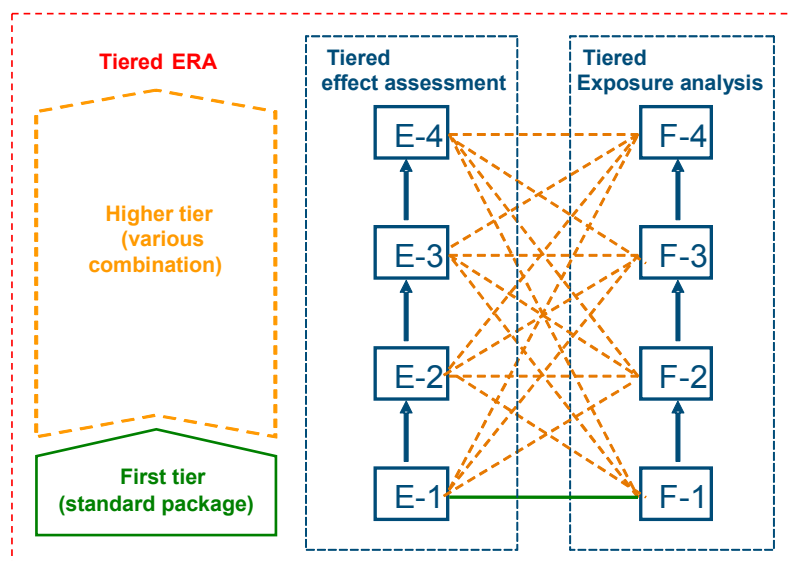 Tiered ERA
Higher tier
(various
combination)
First tier
(standard package)
Tiered
effect assessment
E-4
E-3
E-2
E-1
Tiered
Exposure analysis
F-4
F-3
F-2
F-1